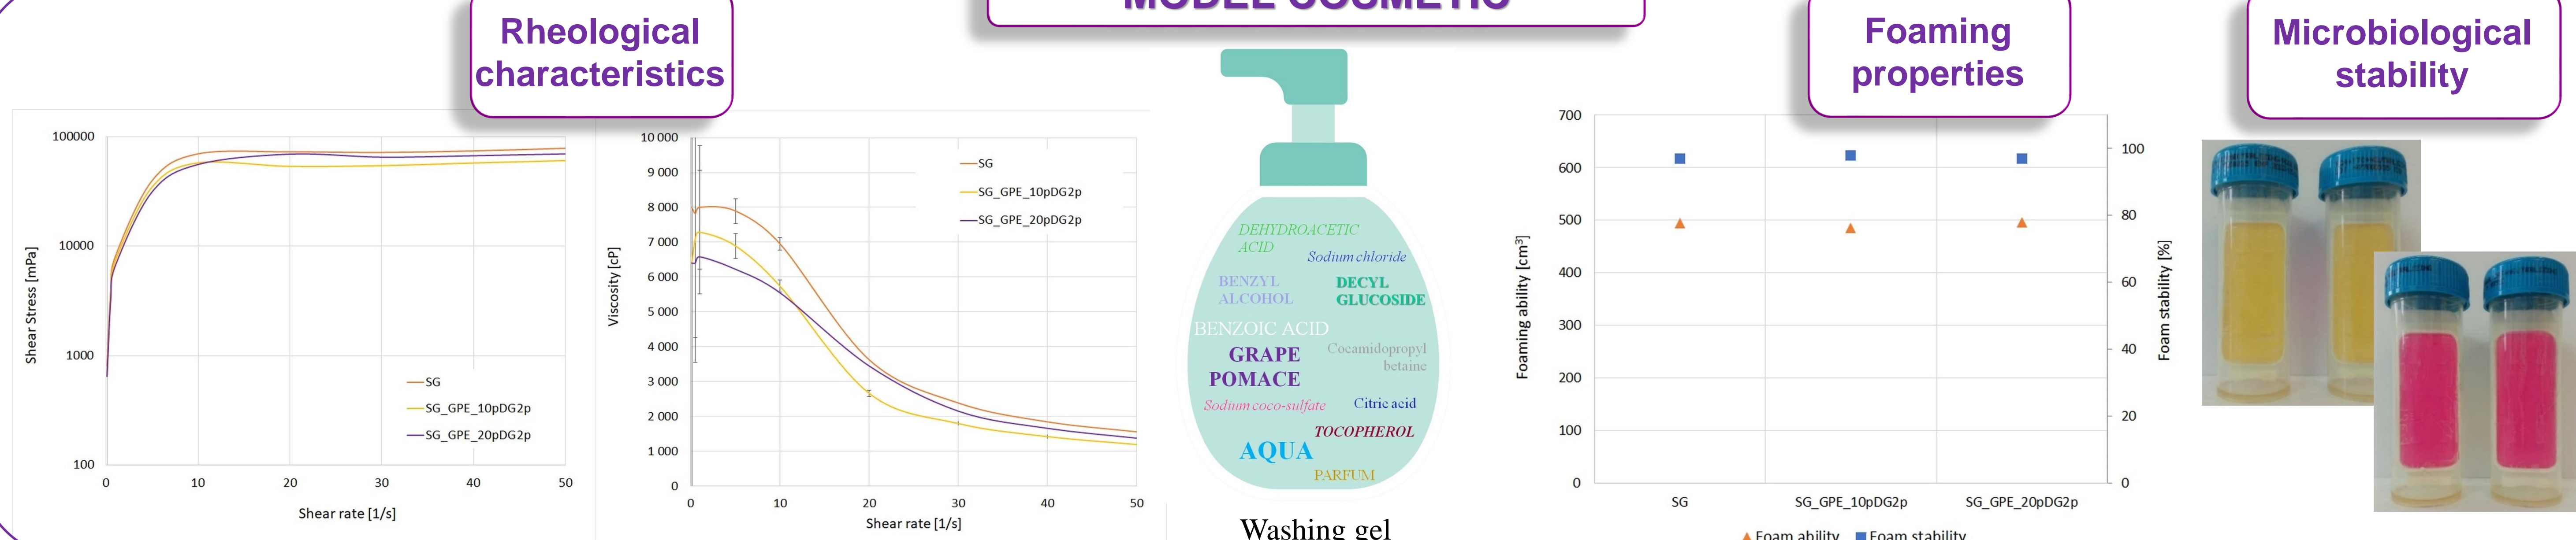 MODEL COSMETIC
Rheological
characteristics
100000
10000
1000
100
0
10
20
30
40
50
Shear Stress [mPa]
Shear rate [1/s]
SG
SG_GPE_10pDG2p
SG_GPE_20pDG2p
10 000
9 000
8 000
7 000
6 000
5 000
4 000
3 000
2 000
1 000
0
0
10
20
30
40
50
Viscosity [cP]
Shear rate [1/s]
SG
SG_GPE_10pDG2p
SG_GPE_20pDG2p
DEHYDROACETIC
ACID
Sodium chloride
BENZYL
ALCOHOL
DECYL
GLUCOSIDE
BENZOIC ACID
GRAPE
POMACE
Cocamidopropyl
betaine
Sodium coco-sulfate
Citric acid
TOCOPHEROL
AQUA
PARFUM
Washing gel
Foaming
properties
700
600
500
400
300
200
100
0
Foaming ability [cm³]
100
80
60
40
20
0
Foam stability [%]
SG
SG_GPE_10pDG2p
SG_GPE_20pDG2p
Foam ability
Foam stability
Microbiological
stability